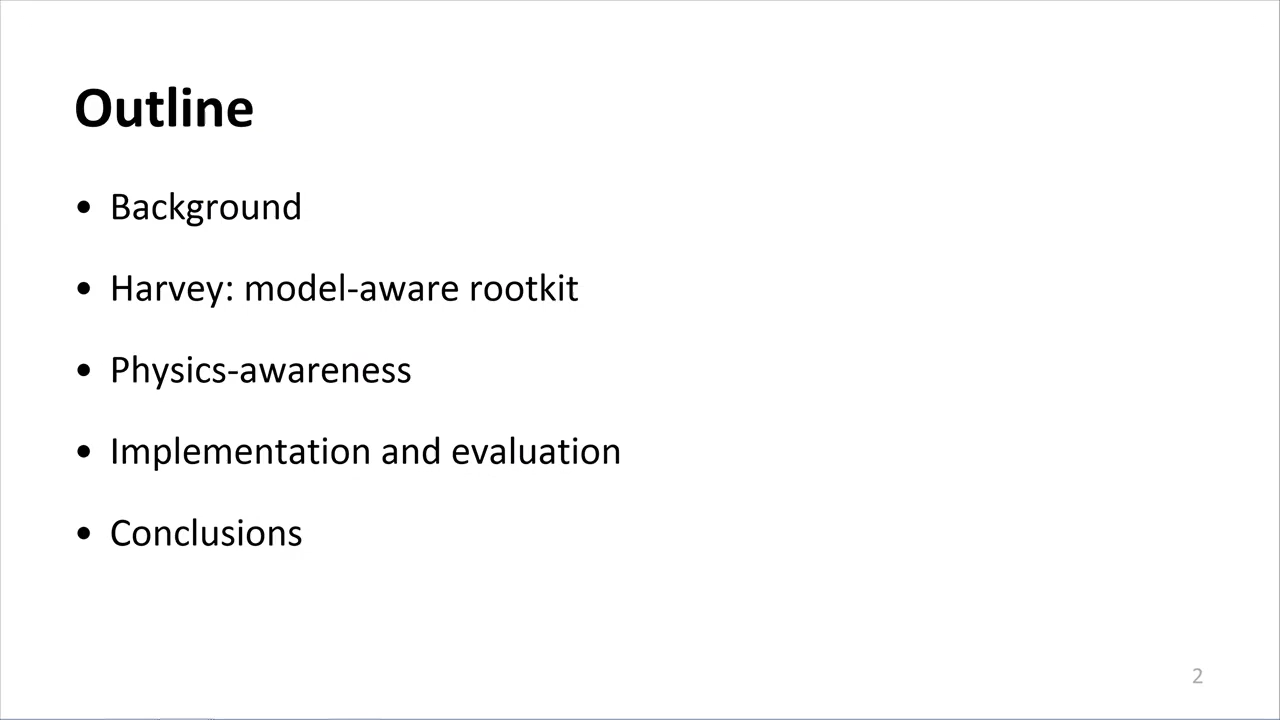 Outline
• Background
• Harvey: model-aware rootkit
• Physics-awareness
• Implementation and evaluation
• Conclusions
2